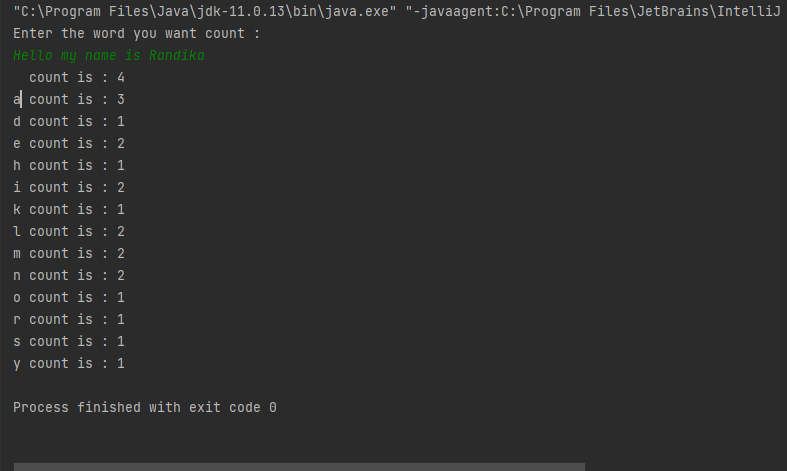 "C:\Program Files\Java\jdk-11.0.13\bin\java.exe" "-javaagent:C:\Program Files\JetBrains\IntelliJ
Enter the word you want count :
Hello my name is Randika
  count is : 4
a count is : 3
d count is : 1
e count is : 2
h count is : 1
i count is : 2
k count is : 1
l count is : 2
m count is : 2
n count is : 2
o count is : 1
r count is : 1
s count is : 1
y count is : 1
Process finished with exit code 0